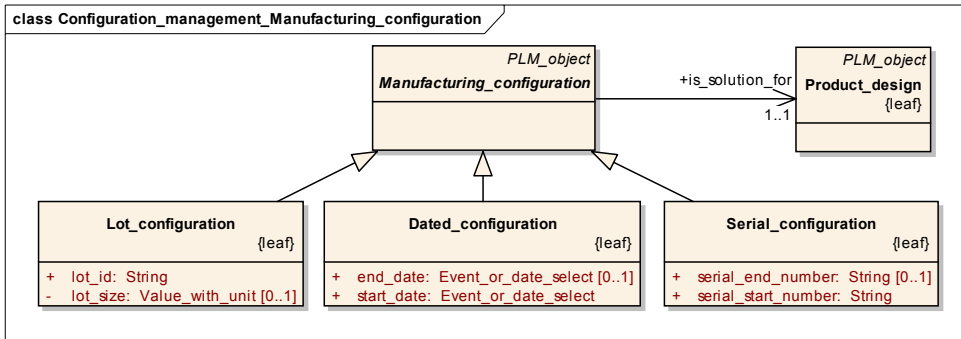 class Configuration_management_Manufacturing_configuration
PLM_object
Manufacturing_configuration
+is_solution_for
1..1
PLM_object
Product_design
{leaf}
Lot_configuration
{leaf}
+ lot_id: String
- lot_size: Value_with_unit [0..1]
Dated_configuration
{leaf}
+ end_date: Event_or_date_select [0..1]
+ start_date: Event_or_date_select
Serial_configuration
{leaf}
+ serial_end_number: String [0..1]
+ serial_start_number: String